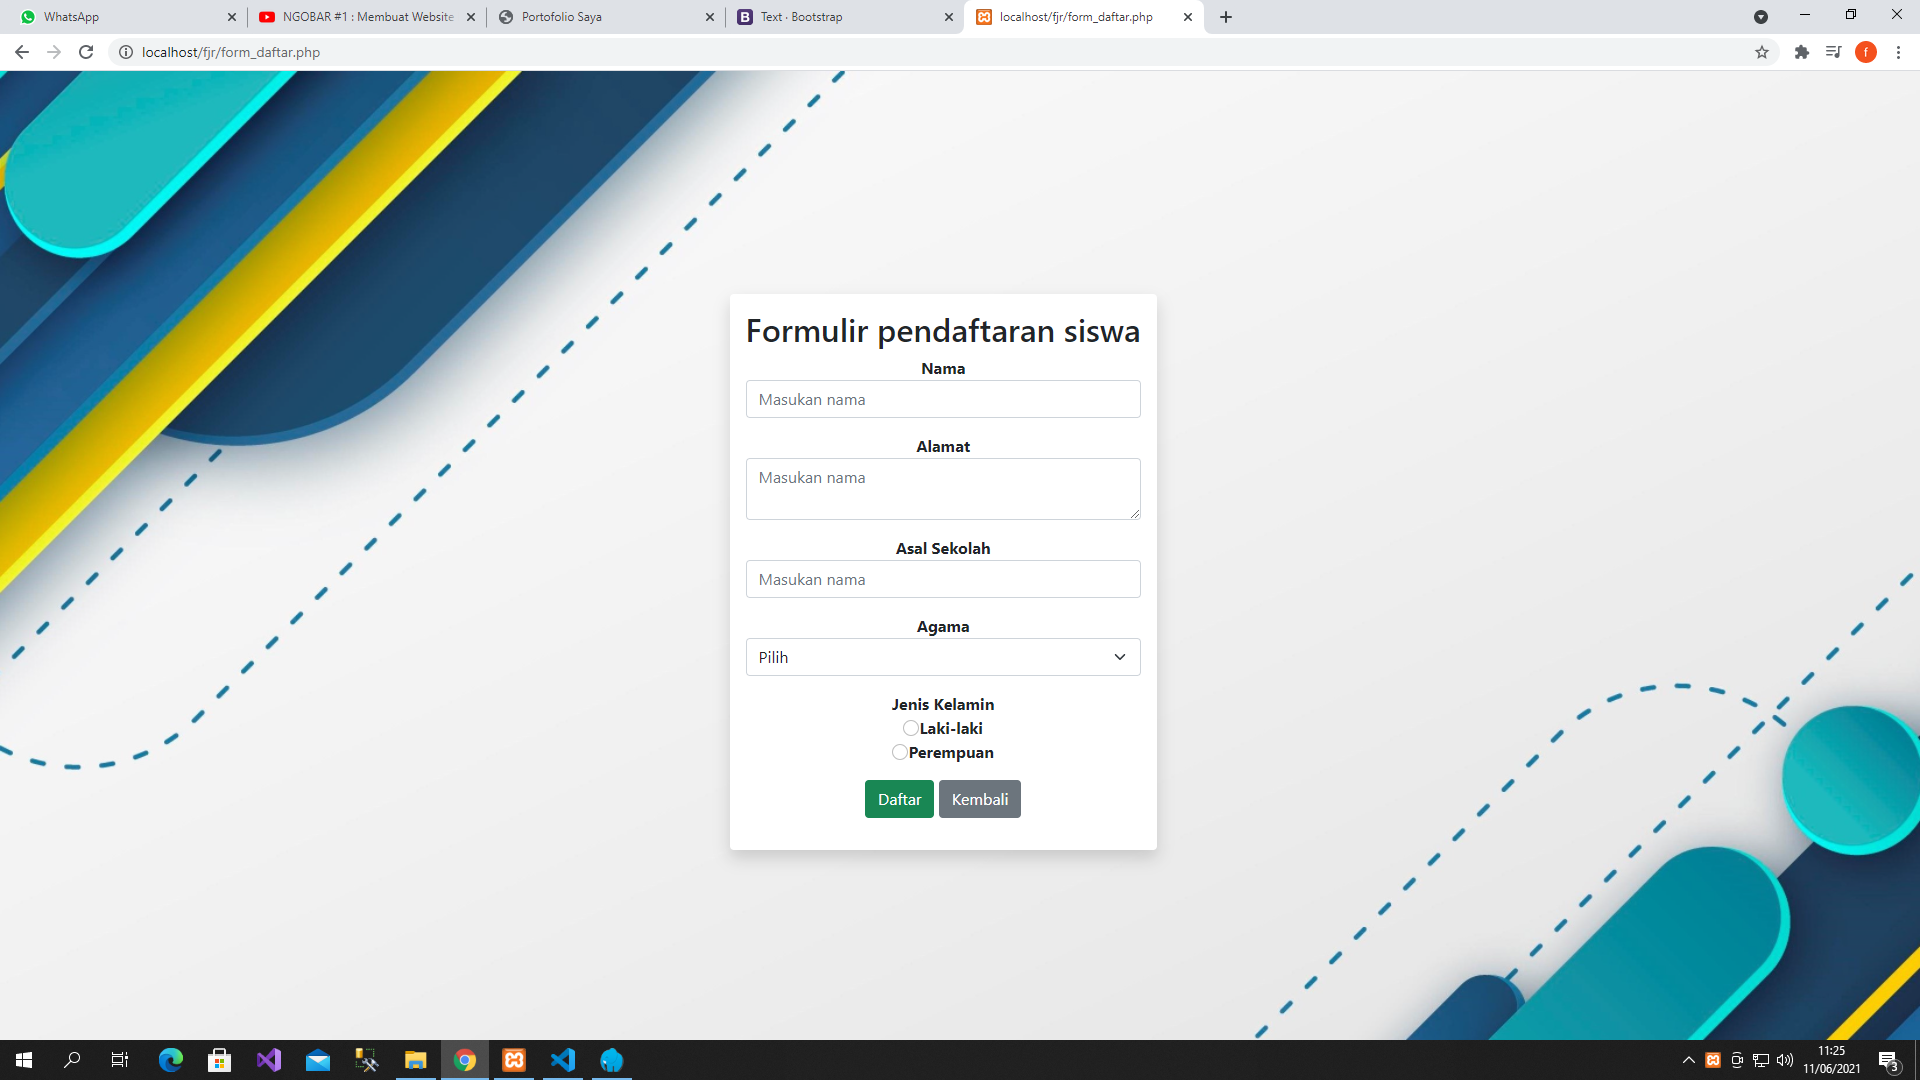 WhatsApp
NGOBAR #1 : Membuat Website
Portofolio Saya
Text · Bootstrap
localhost/fjr/form_daftar.php
localhost/fjr/form_daftar.php
f
Formulir pendaftaran siswa
Nama
Masukan nama
Alamat
Masukan nama
Asal Sekolah
Masukan nama
Agama
Pilih
Jenis Kelamin
Laki-laki
Perempuan
Daftar Kembali
11:25
11/06/2021
3